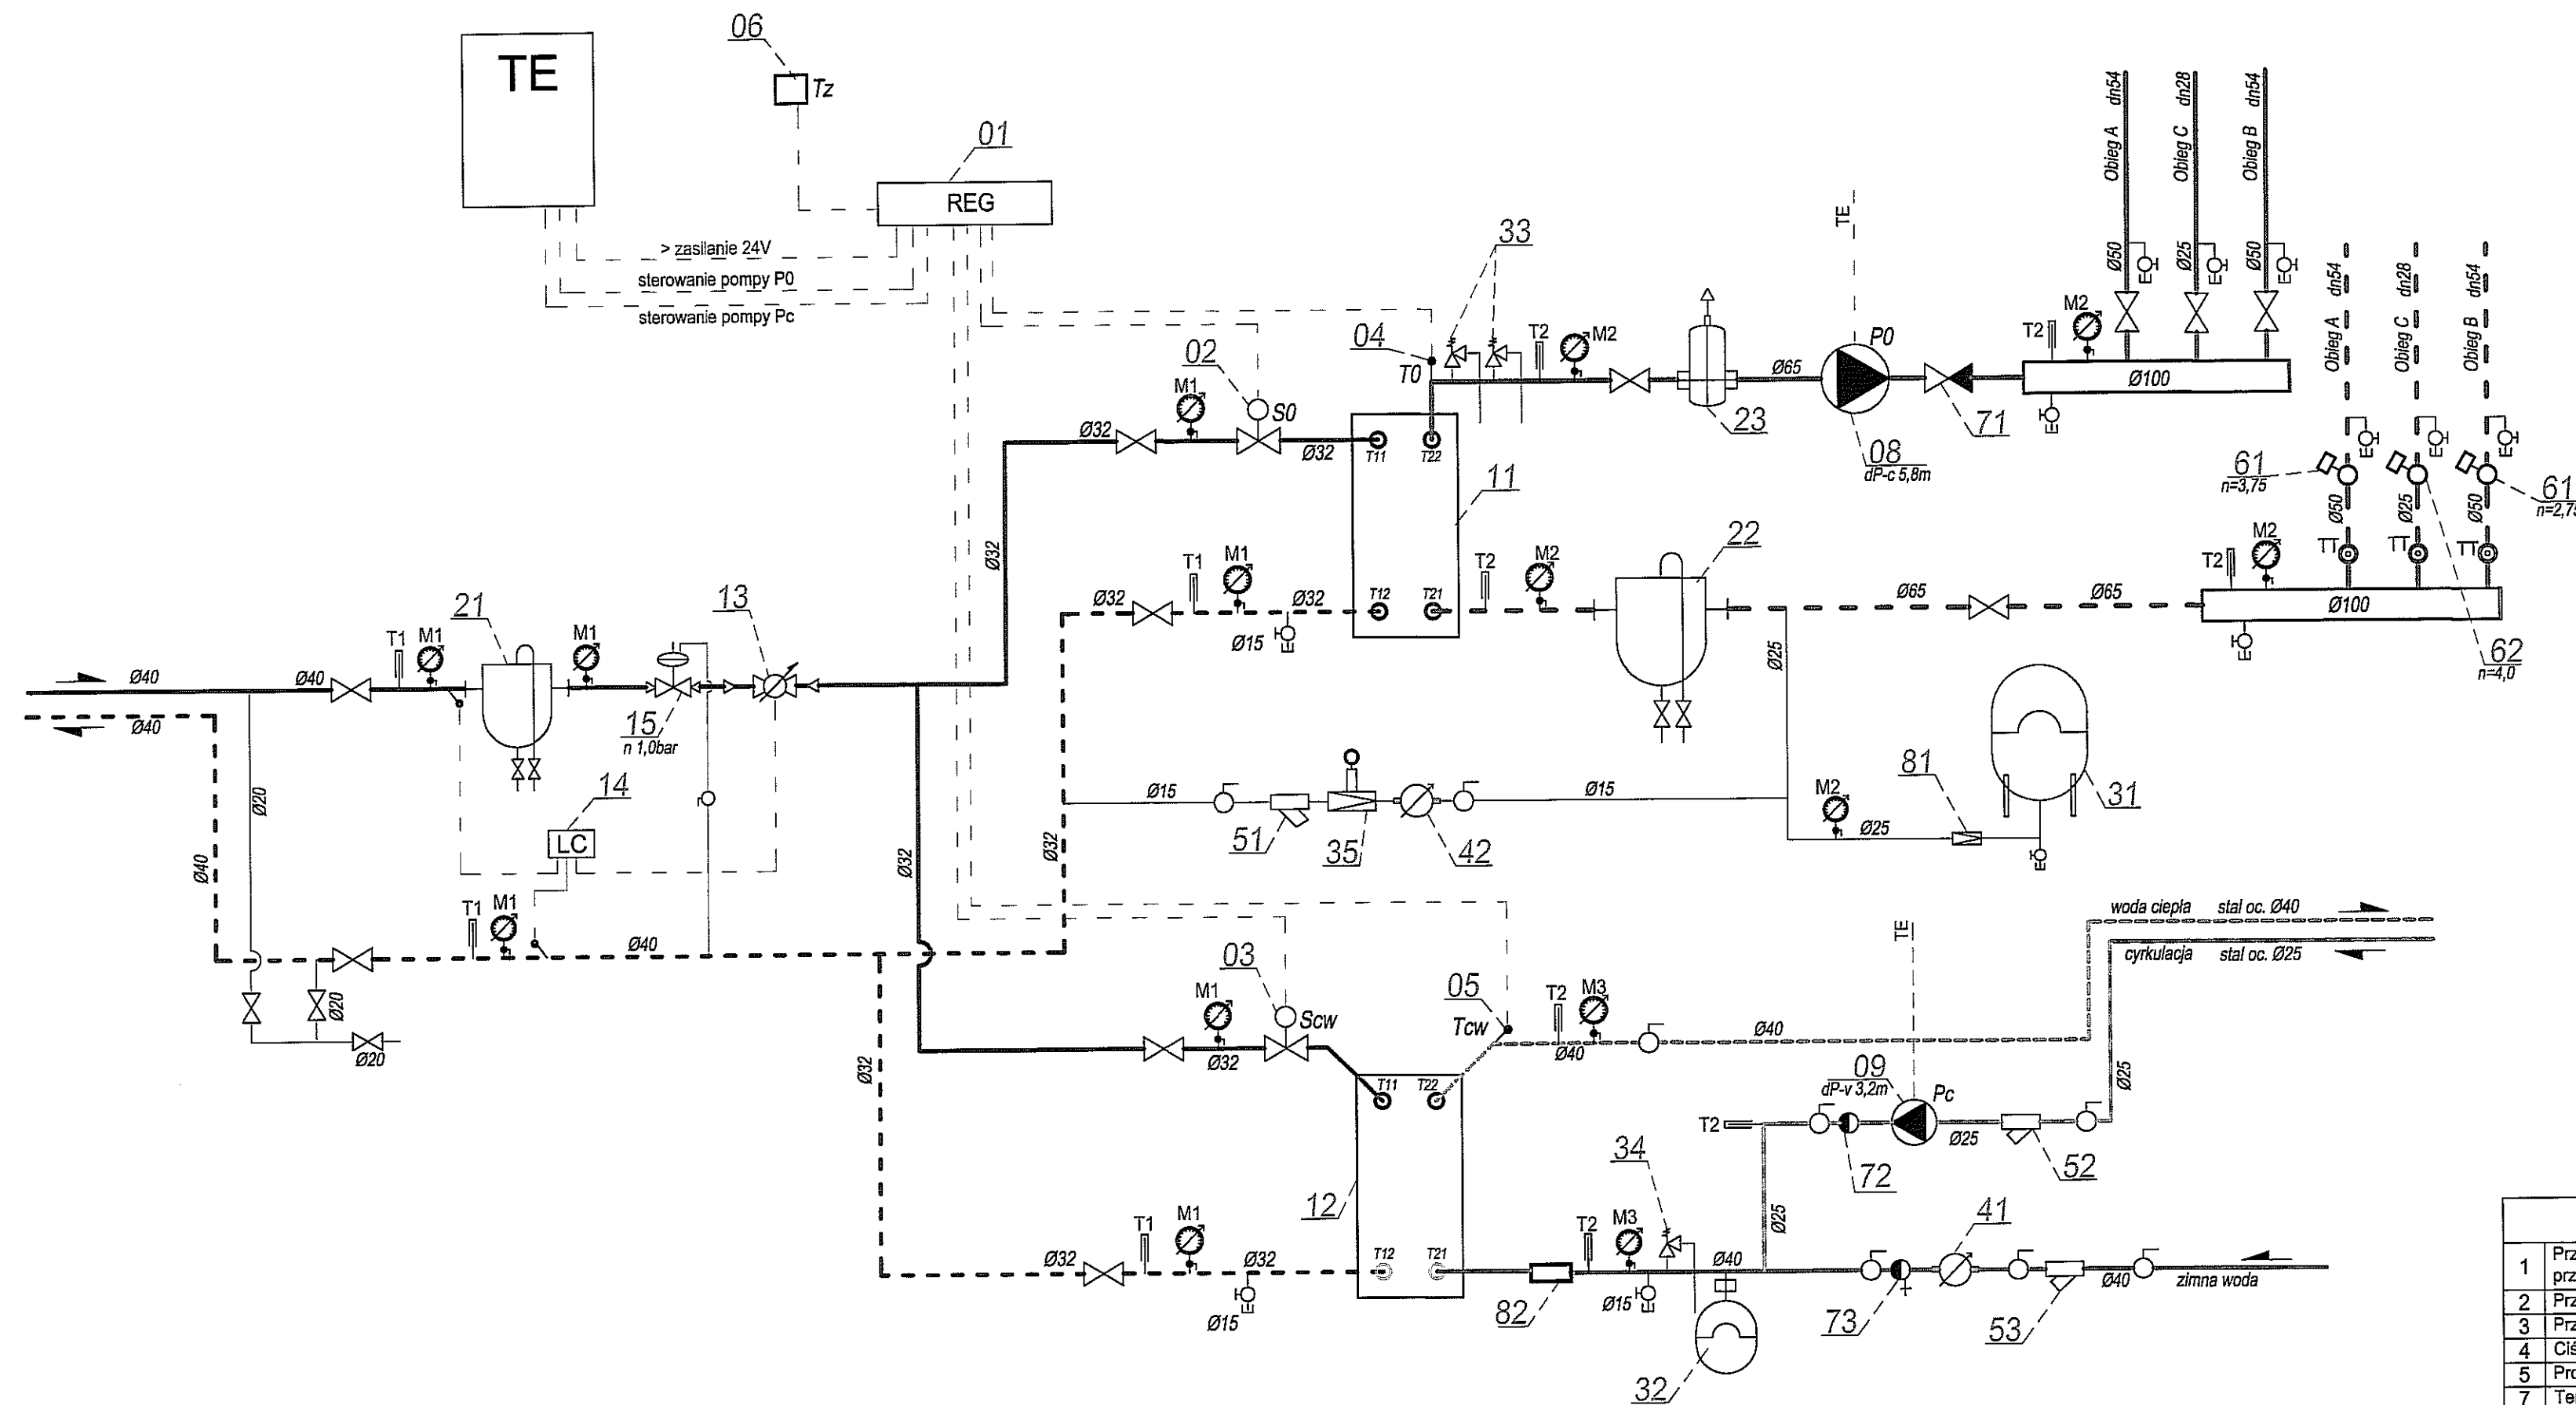 TE
06
Tz
01
REG
> zasilanie 24V
sterowanie pompy P0
sterowanie pompy Pc
Obieg A dn54
Obieg C dn28
Obieg B dn54
Ø50
Ø25
Ø50
TE
33
04
T0
T2
M2
23
Ø65
P0
08
dP-c 5,8m
71
T2
M2
Ø100
Obieg A dn54
Obieg C dn28
Obieg B dn54
61
n=3,75
61
Ø50
Ø25
Ø50
T2
M2
Ø100
62
n=4,0
02
S0
M1
Ø32
Ø32
T11
T22
11
Ø32
T1
M1
Ø32
Ø32
Ø15
T12
T21
T2
M2
22
Ø65
Ø65
Ø25
21
13
T1
M1
M1
Ø40
Ø40
Ø40
15
n 1,0bar
14
LC
Ø20
Ø40
T1
M1
Ø40
Ø20
Ø20
Ø32
Ø32
Ø32
Ø15
51
35
42
Ø15
M2
Ø25
81
31
woda ciepła stal oc. Ø40
cyrkulacja stal oc. Ø25
03
Scw
M1
Ø32
05
Tcw
T2
M3
Ø40
Ø40
TE
09
dP-v 3,2m
Pc
T2
72
Ø25
52
Ø25
T11
T22
12
T12
T21
T1
M1
Ø32
Ø32
Ø15
82
T2
M3
34
Ø15
Ø40
32
Ø25
41
73
53
Ø40
zimna woda
1
2
3
4
5
7